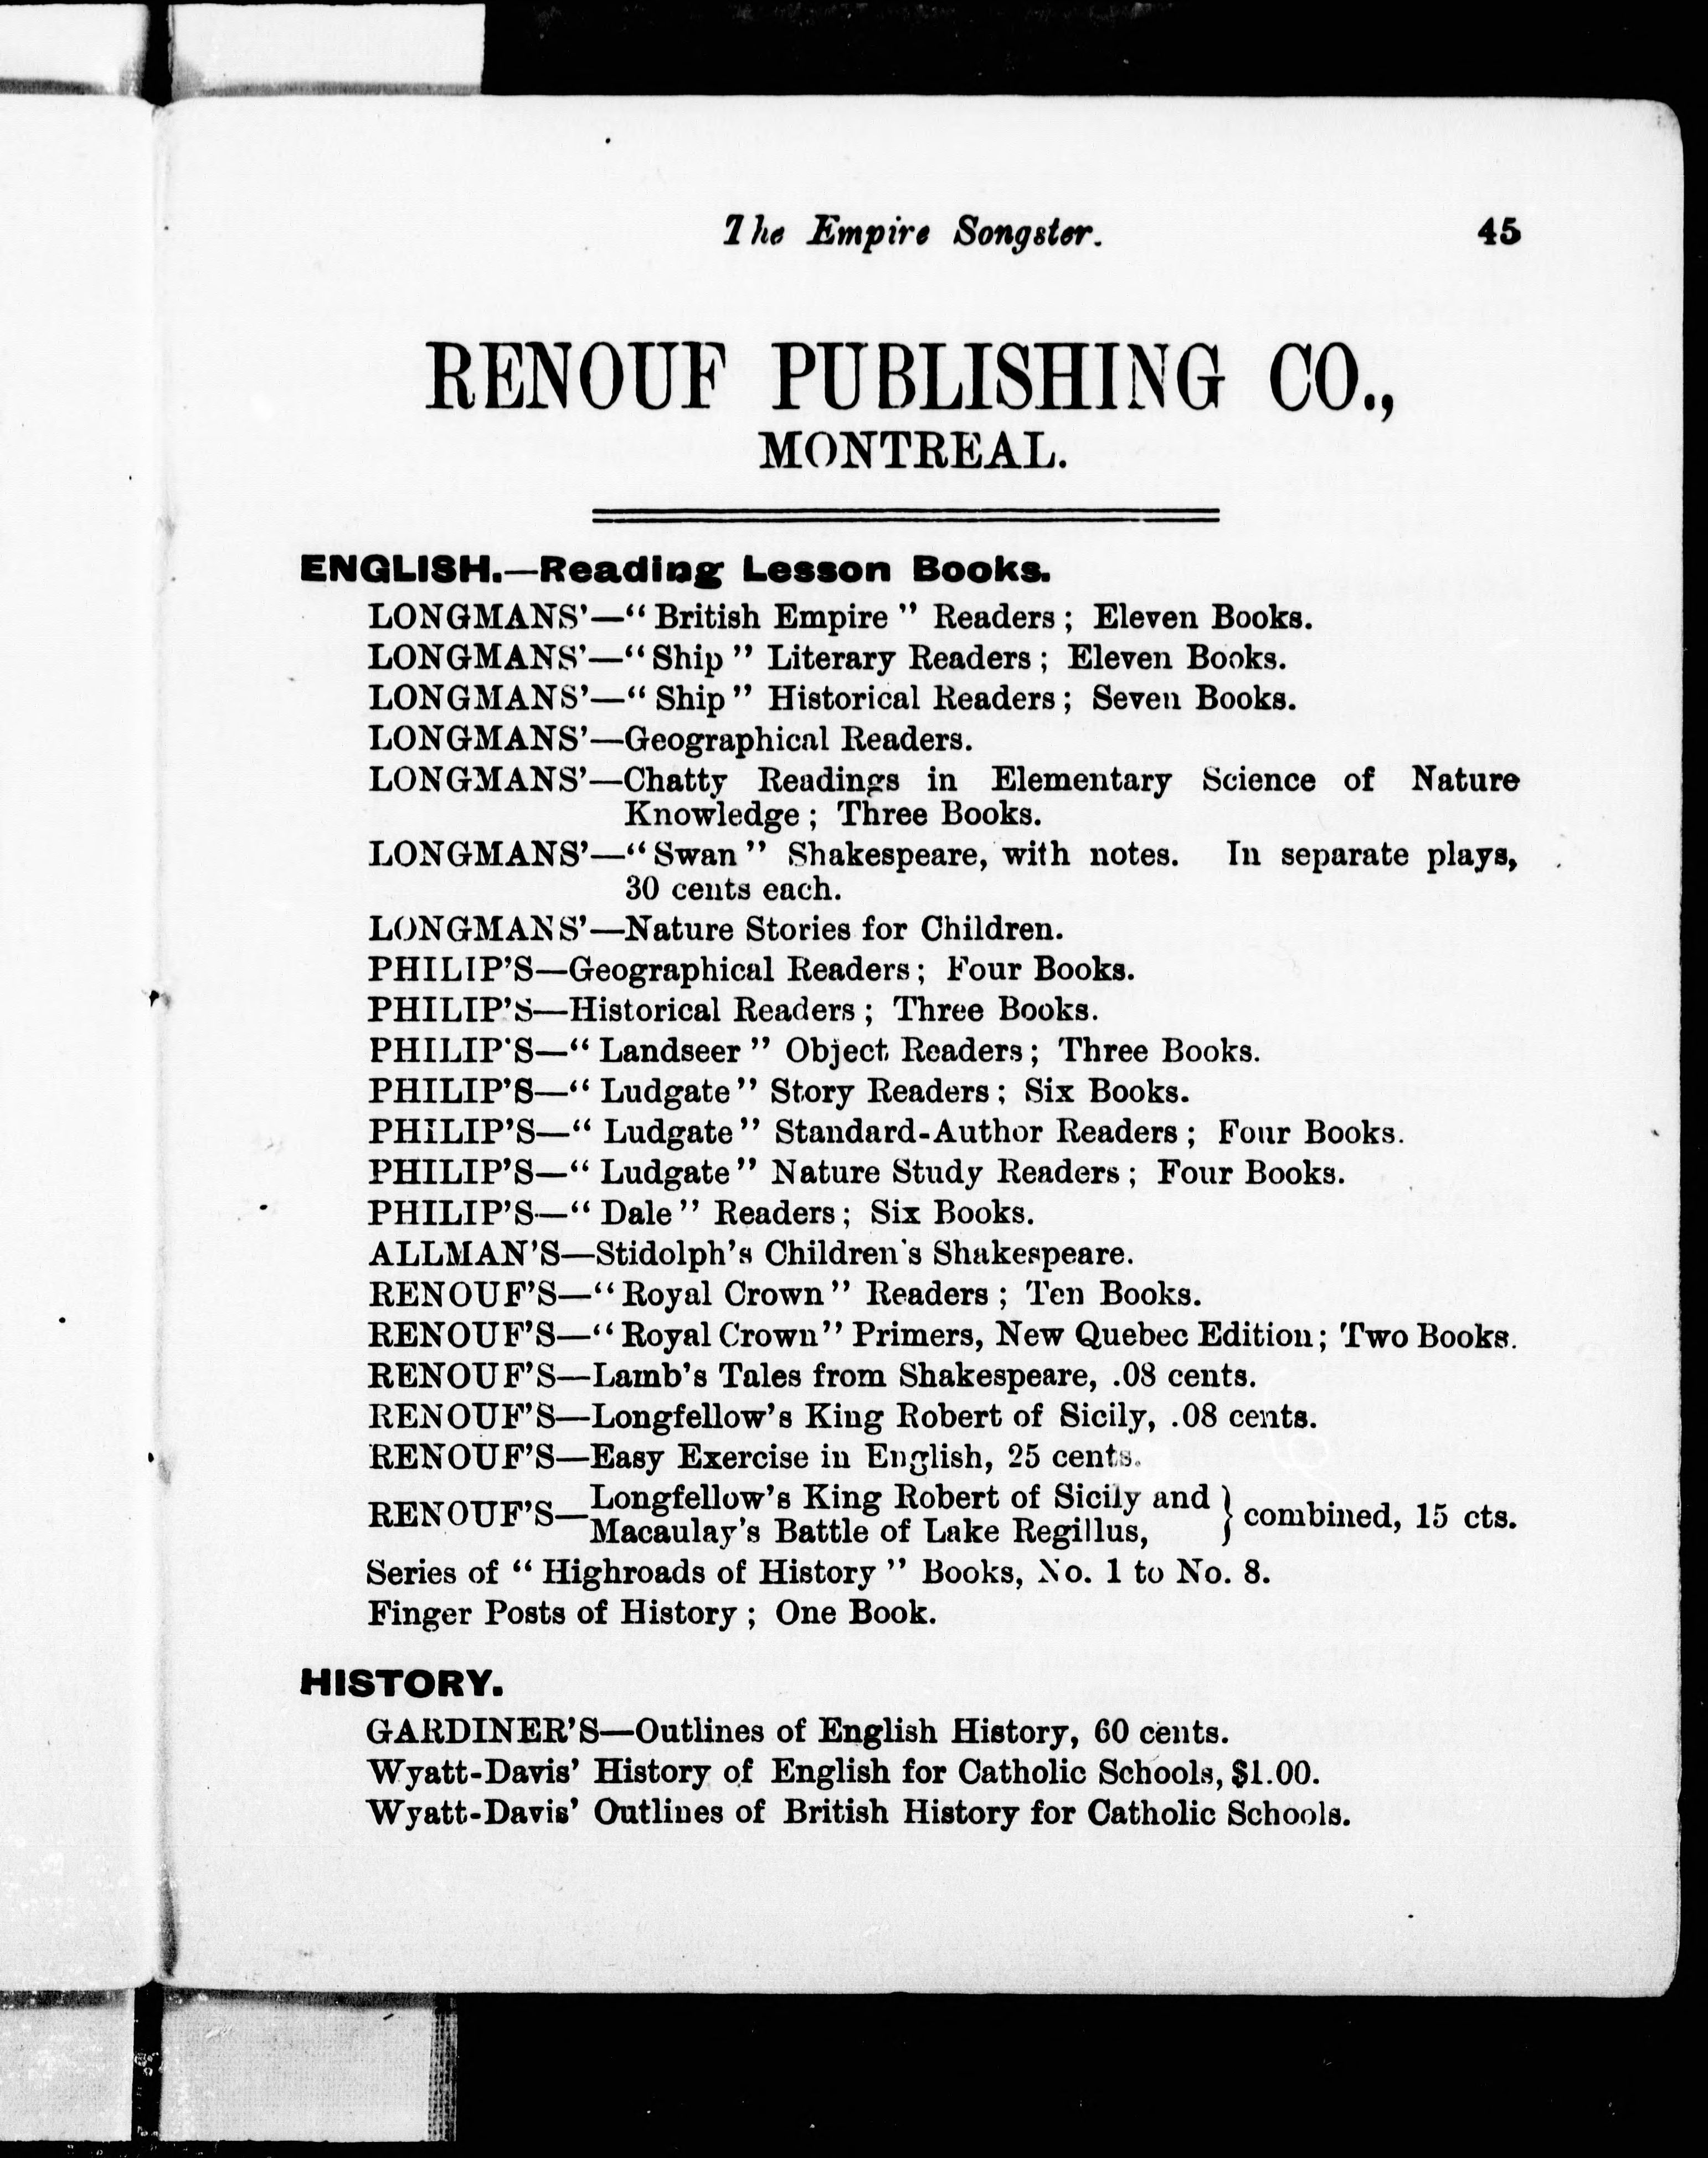 The Empire Songster. 45
RENOUF PUBLISHING CO.,
MONTREAL.
ENGLISH.—Reading Lesson Books.
LONGMANS'—“British Empire” Readers; Eleven Books.
LONGMANS'—“Ship” Literary Readers; Eleven Books.
LONGMANS'—“Ship” Historical Readers; Seven Books.
LONGMANS'—Geographical Readers.
LONGMANS'—Chatty Readings in Elementary Science of Nature
Knowledge; Three Books.
LONGMANS'—“Swan” Shakespeare, with notes. In separate plays,
30 cents each.
LONGMANS'—Nature Stories for Children.
PHILIP'S—Geographical Readers; Four Books.
PHILIP'S—Historical Readers; Three Books.
PHILIP'S—“Landseer” Object Readers; Three Books.
PHILIP'S—“Ludgate” Story Readers; Six Books.
PHILIP'S—“Ludgate” Standard-Author Readers; Four Books.
PHILIP'S—“Ludgate” Nature Study Readers; Four Books.
PHILIP'S—“Dale” Readers; Six Books.
ALLMAN'S—Stidolph's Children's Shakespeare.
RENOUF'S—“Royal Crown” Readers; Ten Books.
RENOUF'S—“Royal Crown” Primers, New Quebec Edition; Two Books.
RENOUF'S—Lamb's Tales from Shakespeare, .08 cents.
RENOUF'S—Longfellow's King Robert of Sicily, .08 cents.
RENOUF'S—Easy Exercise in English, 25 cents.
RENOUF'S—Longfellow's King Robert of Sicily and
Macaulay's Battle of Lake Regillus, } combined, 15 cts.
Series of “Highroads of History” Books, No. 1 to No. 8.
Finger Posts of History; One Book.
HISTORY.
GARDINER'S—Outlines of English History, 60 cents.
Wyatt-Davis' History of English for Catholic Schools, $1.00.
Wyatt-Davis' Outlines of British History for Catholic Schools.